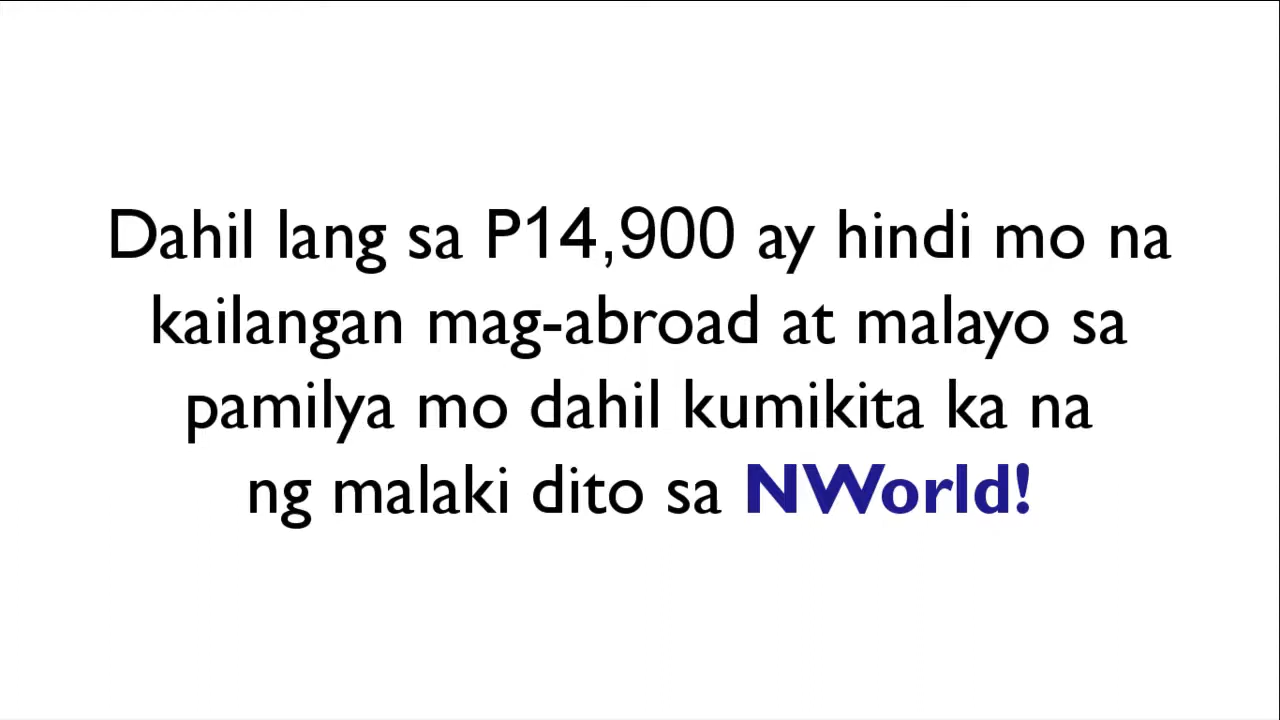 Dahil lang sa P14,900 ay hindi mo na
kailangan mag-abroad at malayo sa
pamilya mo dahil kumikita ka na
ng malaki dito sa NWorld!